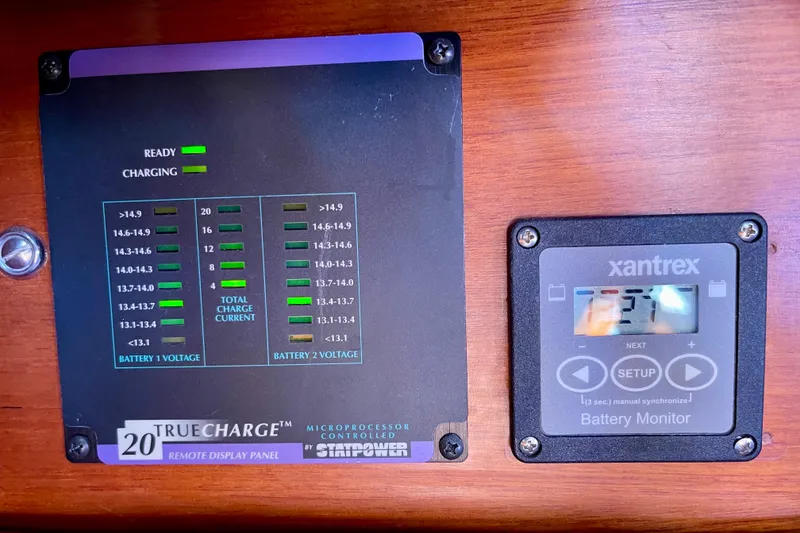 READY
CHARGING
>14.9 20 >14.9
14.6-14.9 16 14.6-14.9
14.3-14.6 12 14.3-14.6
14.0-14.3 8 14.0-14.3
13.7-14.0 4 13.7-14.0
13.4-13.7 TOTAL 13.4-13.7
13.1-13.4 CHARGE 13.1-13.4
<13.1 CURRENT <13.1
BATTERY 1 VOLTAGE BATTERY 2 VOLTAGE
20 TRUECHARGE™
REMOTE DISPLAY PANEL
MICROPROCESSOR
CONTROLLED
BY STATPOWER
xantrex
− NEXT +
SETUP
(3 sec.) manual synchronize
Battery Monitor